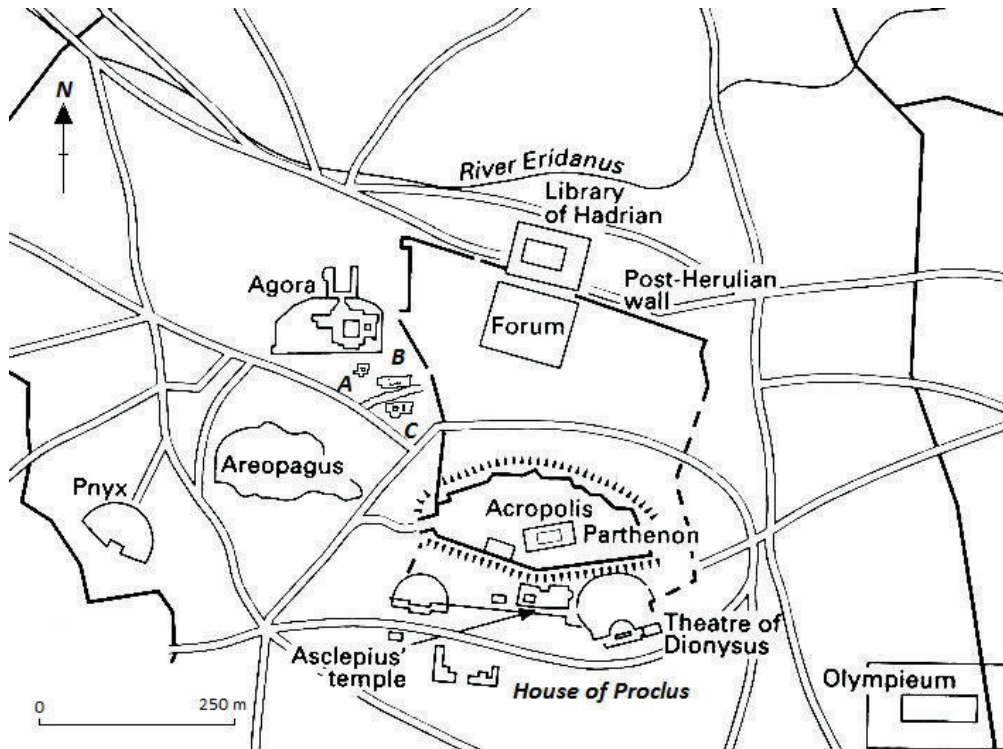 N
River Eridanus
Library
of Hadrian
Agora
Post-Herulian
wall
Forum
B
A
C
Areopagus
Pnyx
Acropolis
Parthenon
Theatre of
Dionysus
Asclepius'
temple
House of Proclus
Olympieum
0 250 m